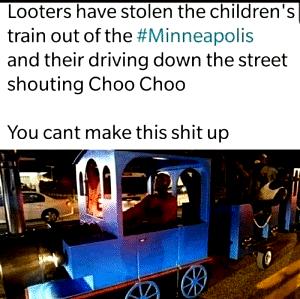 Looters have stolen the children's
train out of the #Minneapolis
and their driving down the street
shouting Choo Choo
You cant make this shit up